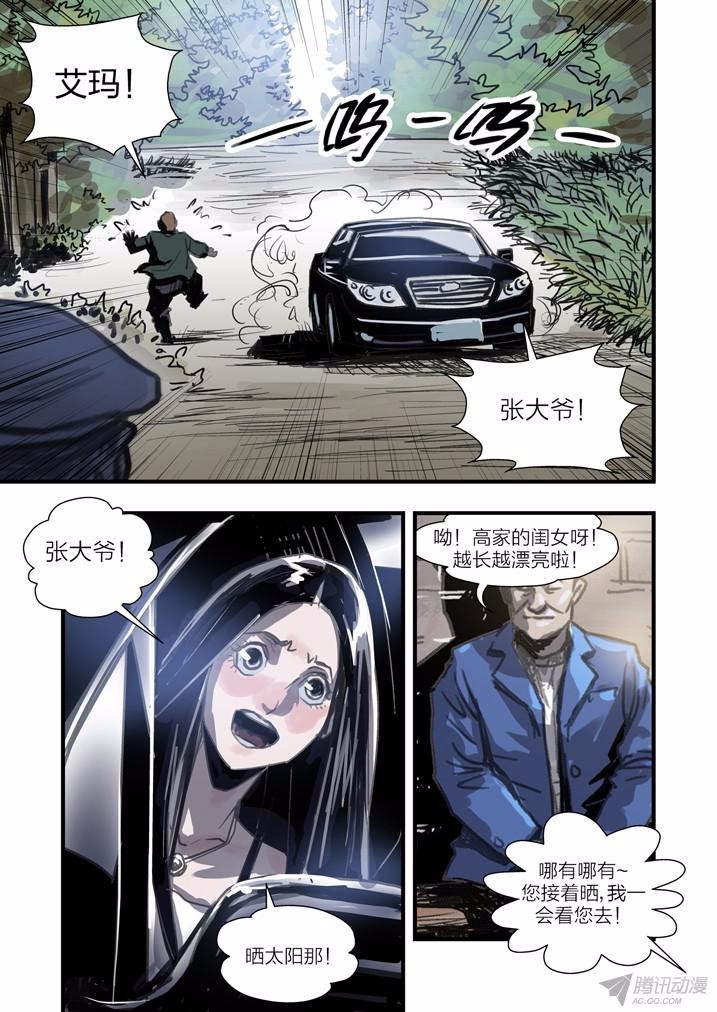 艾玛！
一呜一呜一
张大爷！
张大爷！
晒太阳那！
呦！高家的闺女呀！
越长越漂亮啦！
哪有哪有~
您接着晒,我一
会看您去！
腾讯动漫
AC.QQ.COM